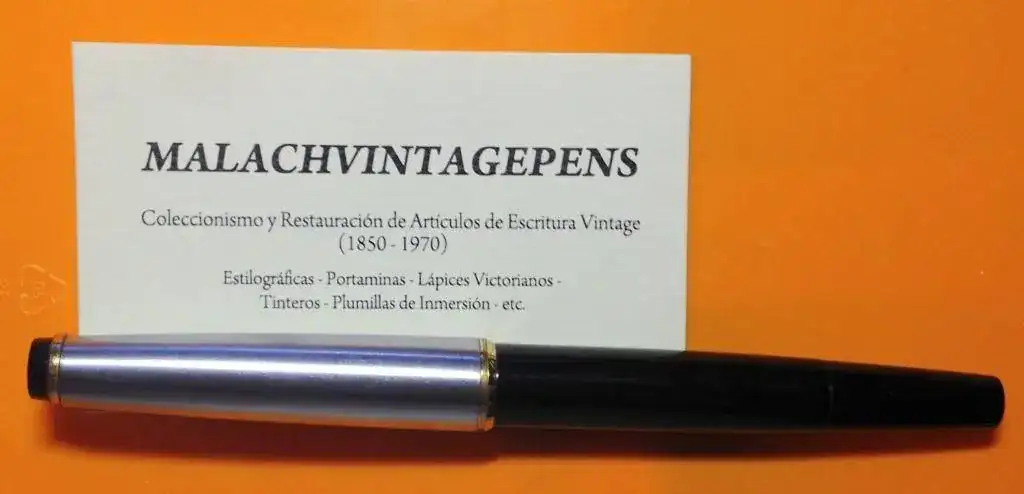 MALACHVINTAGEPENS
Coleccionismo y Restauración de Artículos de Escritura Vintage
(1850 - 1970)
Estilográficas - Portaminas - Lápices Victorianos -
Tinteros - Plumillas de Inmersión - etc.